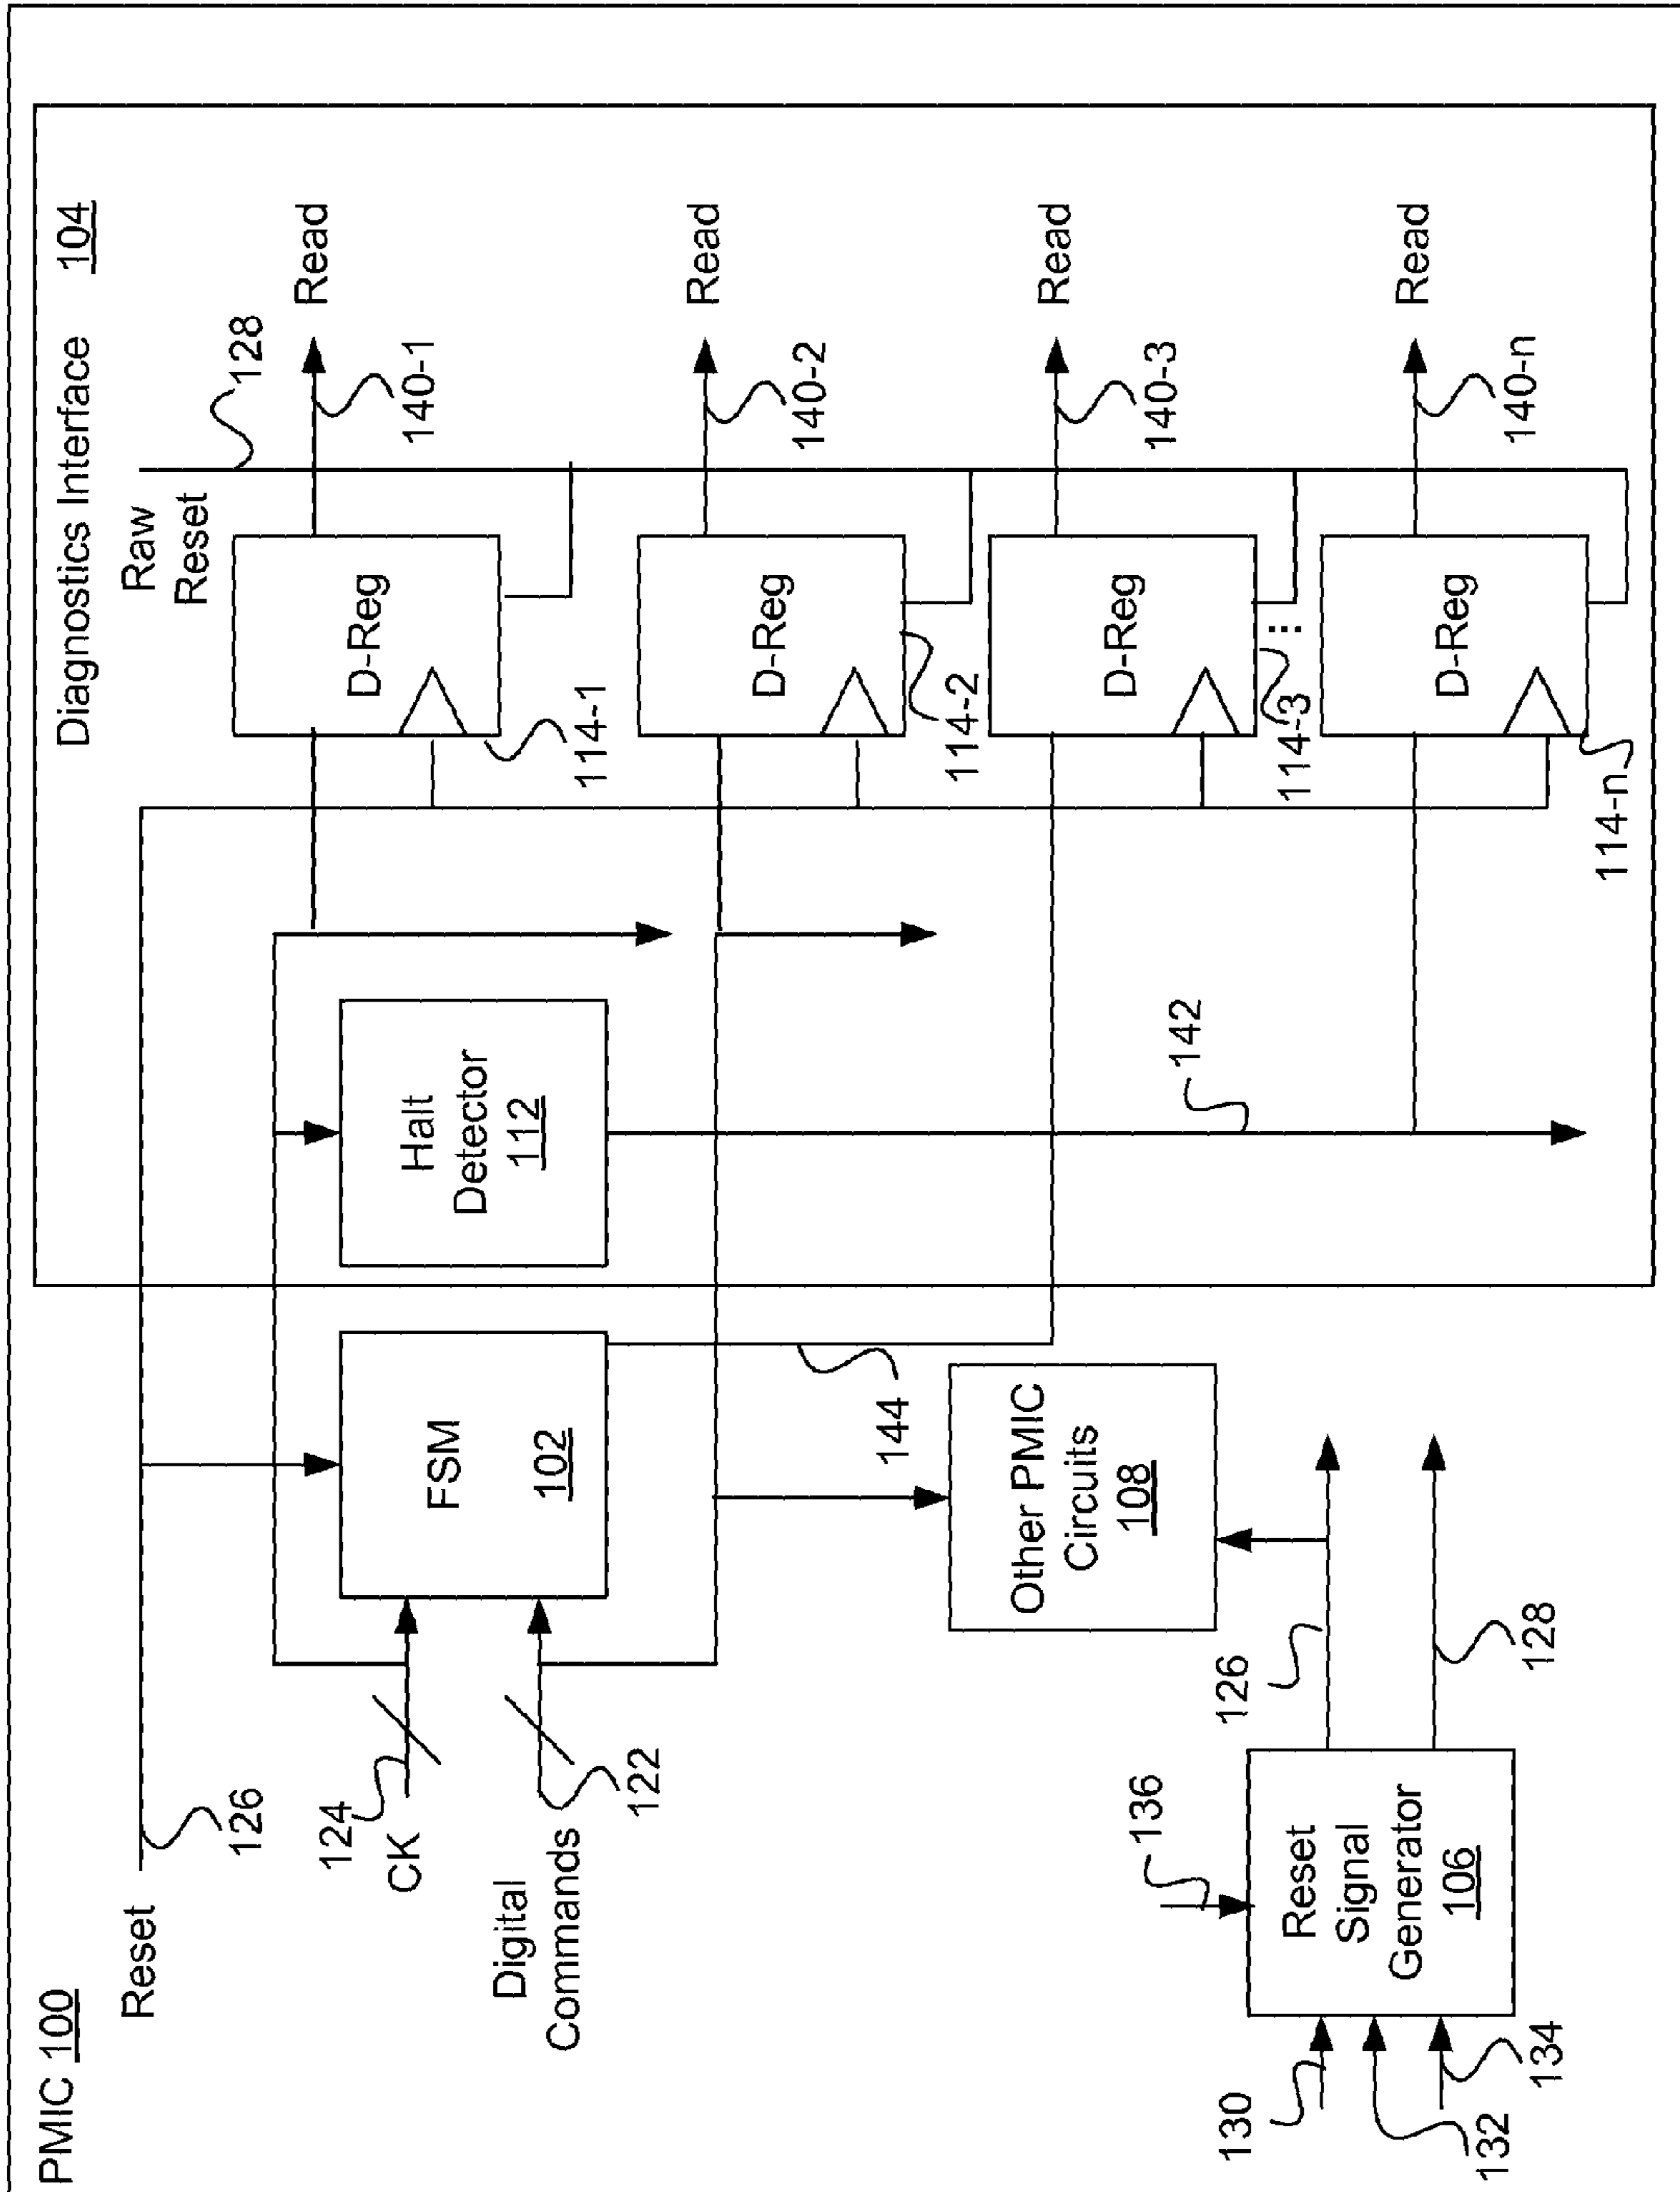 PMIC 100
Diagnostics Interface 104
Reset
126
Raw
Reset
128
124
CK
Digital
Commands
122
FSM
102
Halt
Detector
112
D-Reg
114-1
Read
140-1
D-Reg
114-2
Read
140-2
D-Reg
114-3
Read
140-3
...
D-Reg
114-n
Read
140-n
142
144
Other PMIC
Circuits
108
136
Reset
Signal
Generator
106
130
132
134
126
128